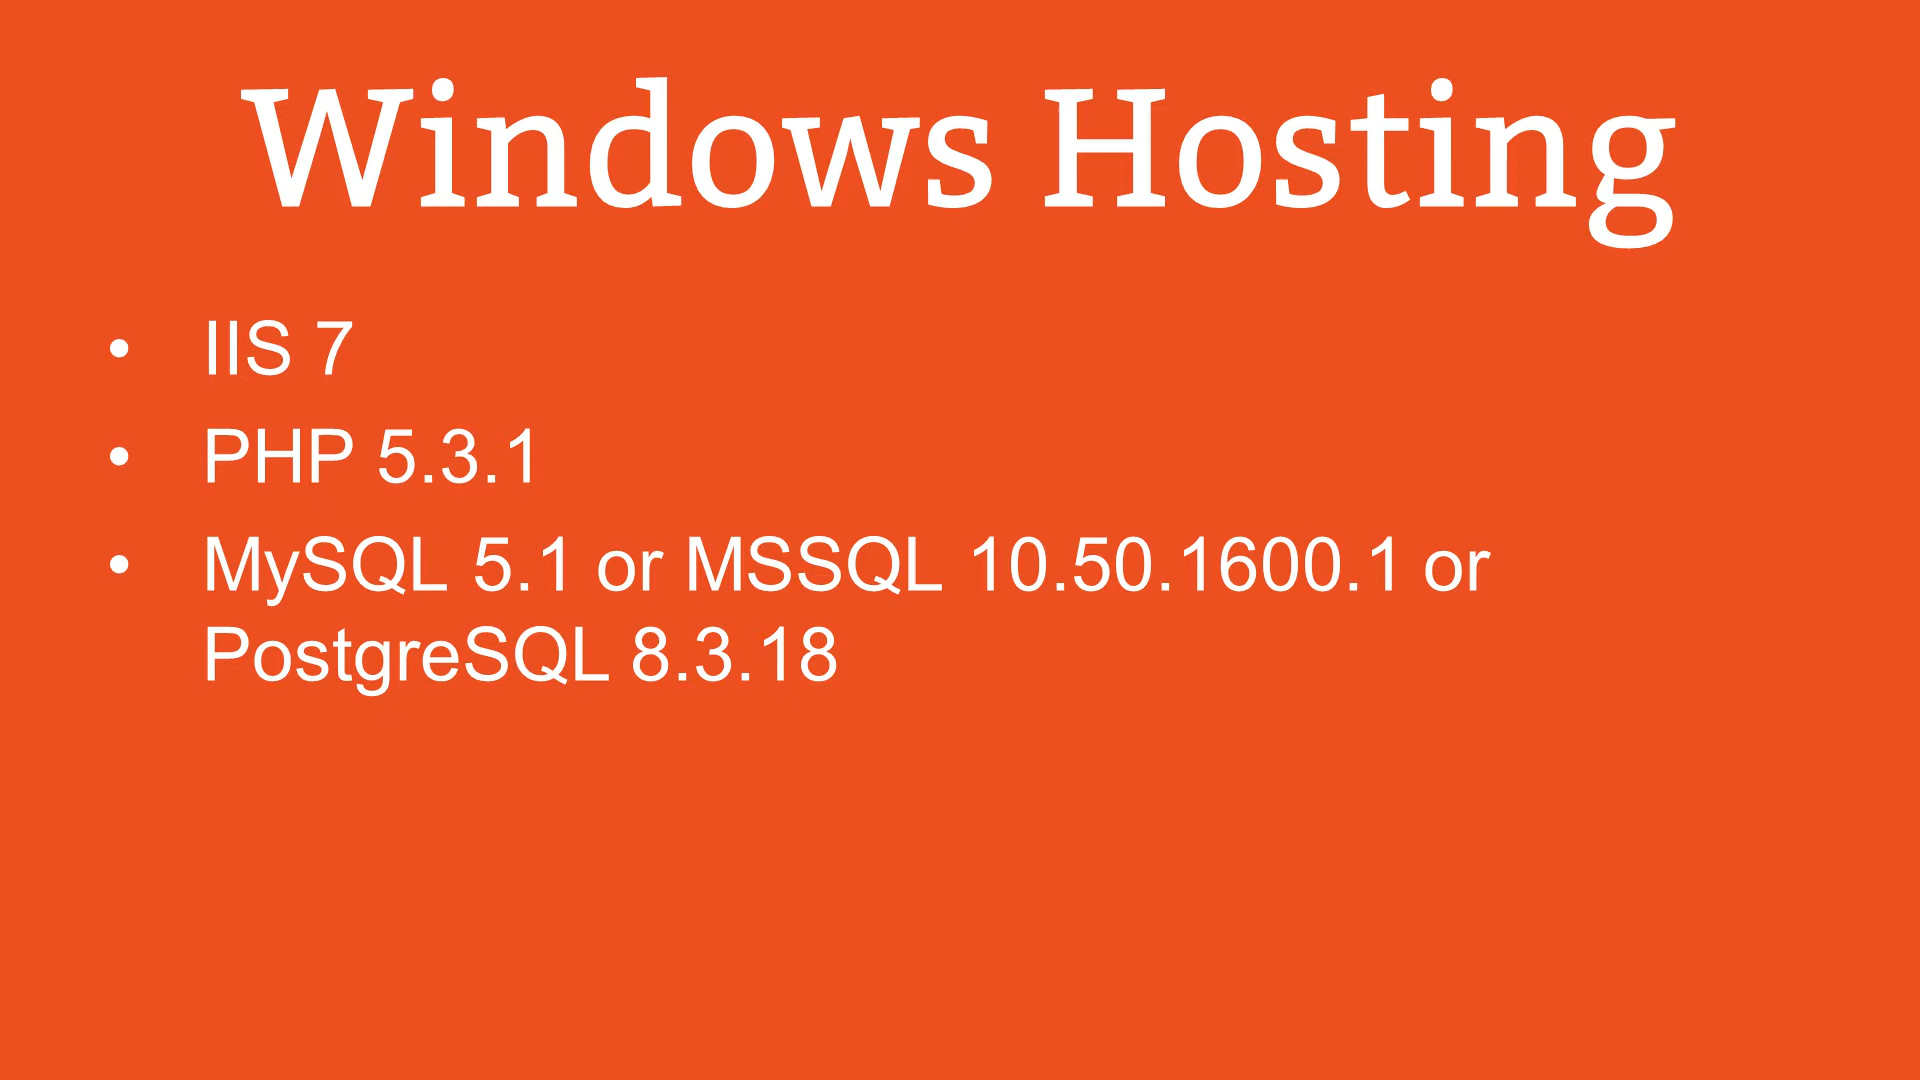 Windows Hosting
• IIS 7
• PHP 5.3.1
• MySQL 5.1 or MSSQL 10.50.1600.1 or
PostgreSQL 8.3.18